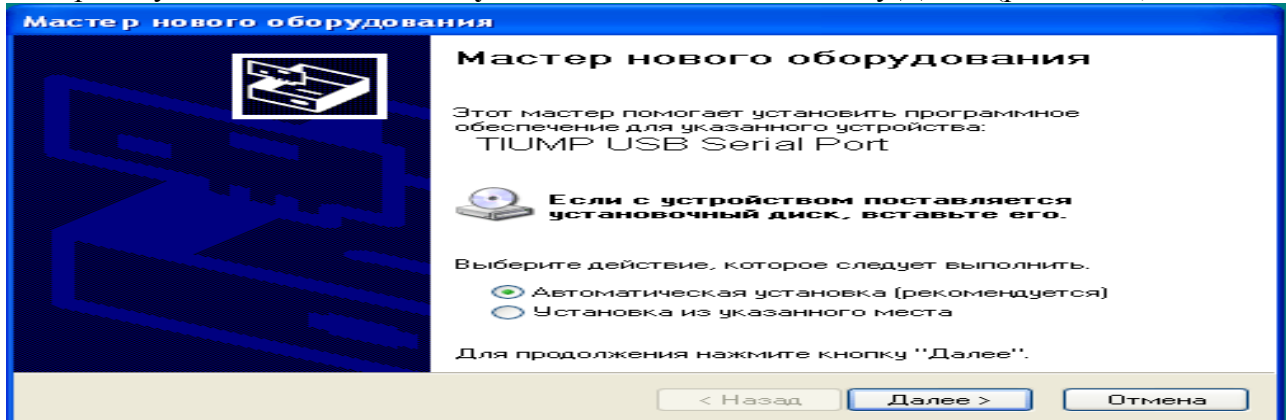 Мастер нового оборудования
Мастер нового оборудования
Этот мастер помогает установить программное
обеспечение для указанного устройства:
TIUMP USB Serial Port
Если с устройством поставляется
установочный диск, вставьте его.
Выберите действие, которое следует выполнить.
Автоматическая установка (рекомендуется)
Установка из указанного места
Для продолжения нажмите кнопку "Далее".
< Назад Далее > Отмена